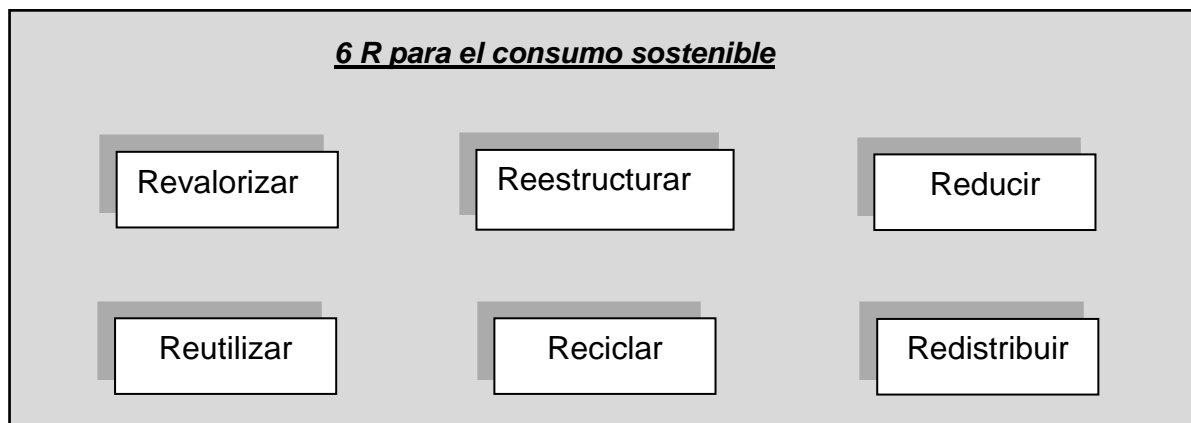 6 R para el consumo sostenible
Revalorizar
Reestructurar
Reducir
Reutilizar
Reciclar
Redistribuir